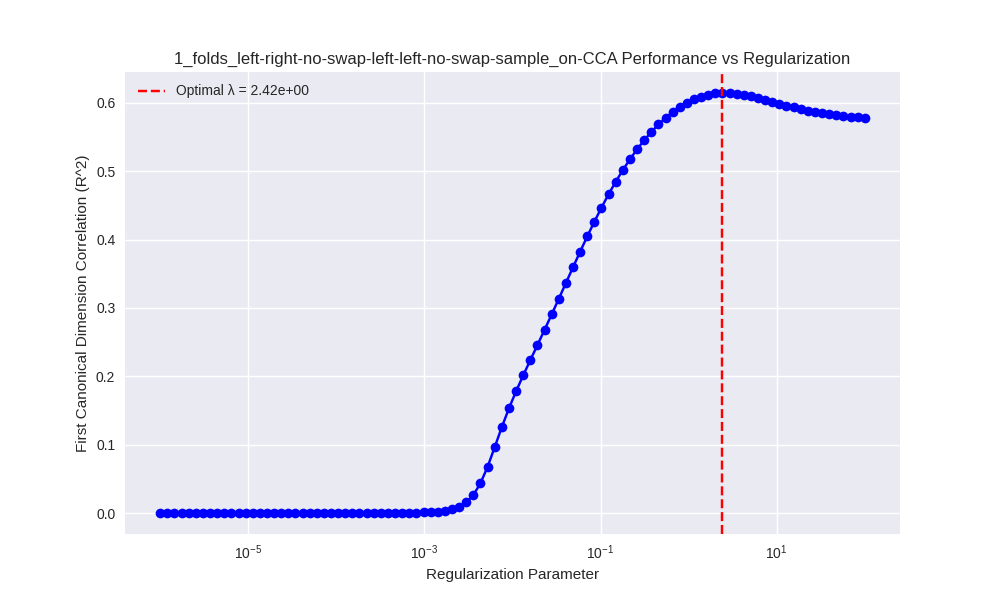 1_folds_left-right-no-swap-left-left-no-swap-sample_on-CCA Performance vs Regularization
Optimal λ = 2.42e+00
First Canonical Dimension Correlation (R^2)
0.6
0.5
0.4
0.3
0.2
0.1
0.0
10⁻⁵ 10⁻³ 10⁻¹ 10¹
Regularization Parameter